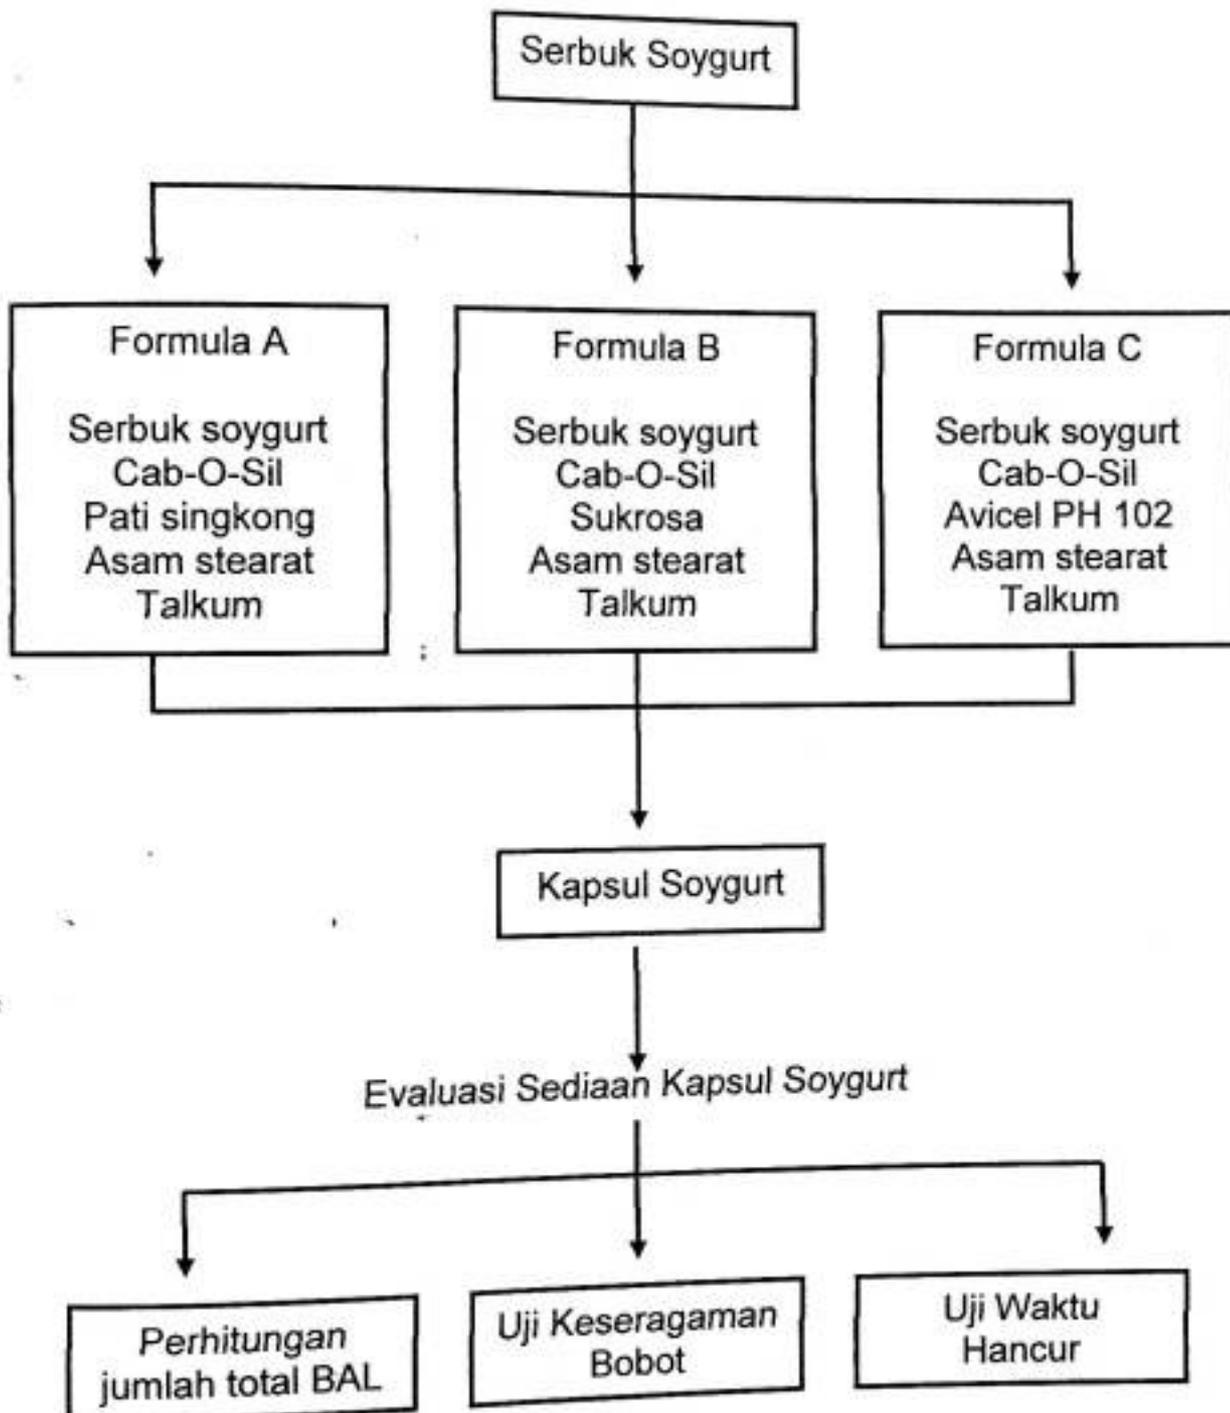 Serbuk Soygurt
Formula A
Serbuk soygurt
Cab-O-Sil
Pati singkong
Asam stearat
Talkum
Formula B
Serbuk soygurt
Cab-O-Sil
Sukrosa
Asam stearat
Talkum
Formula C
Serbuk soygurt
Cab-O-Sil
Avicel PH 102
Asam stearat
Talkum
Kapsul Soygurt
Evaluasi Sediaan Kapsul Soygurt
Perhitungan
jumlah total BAL
Uji Keseragaman
Bobot
Uji Waktu
Hancur